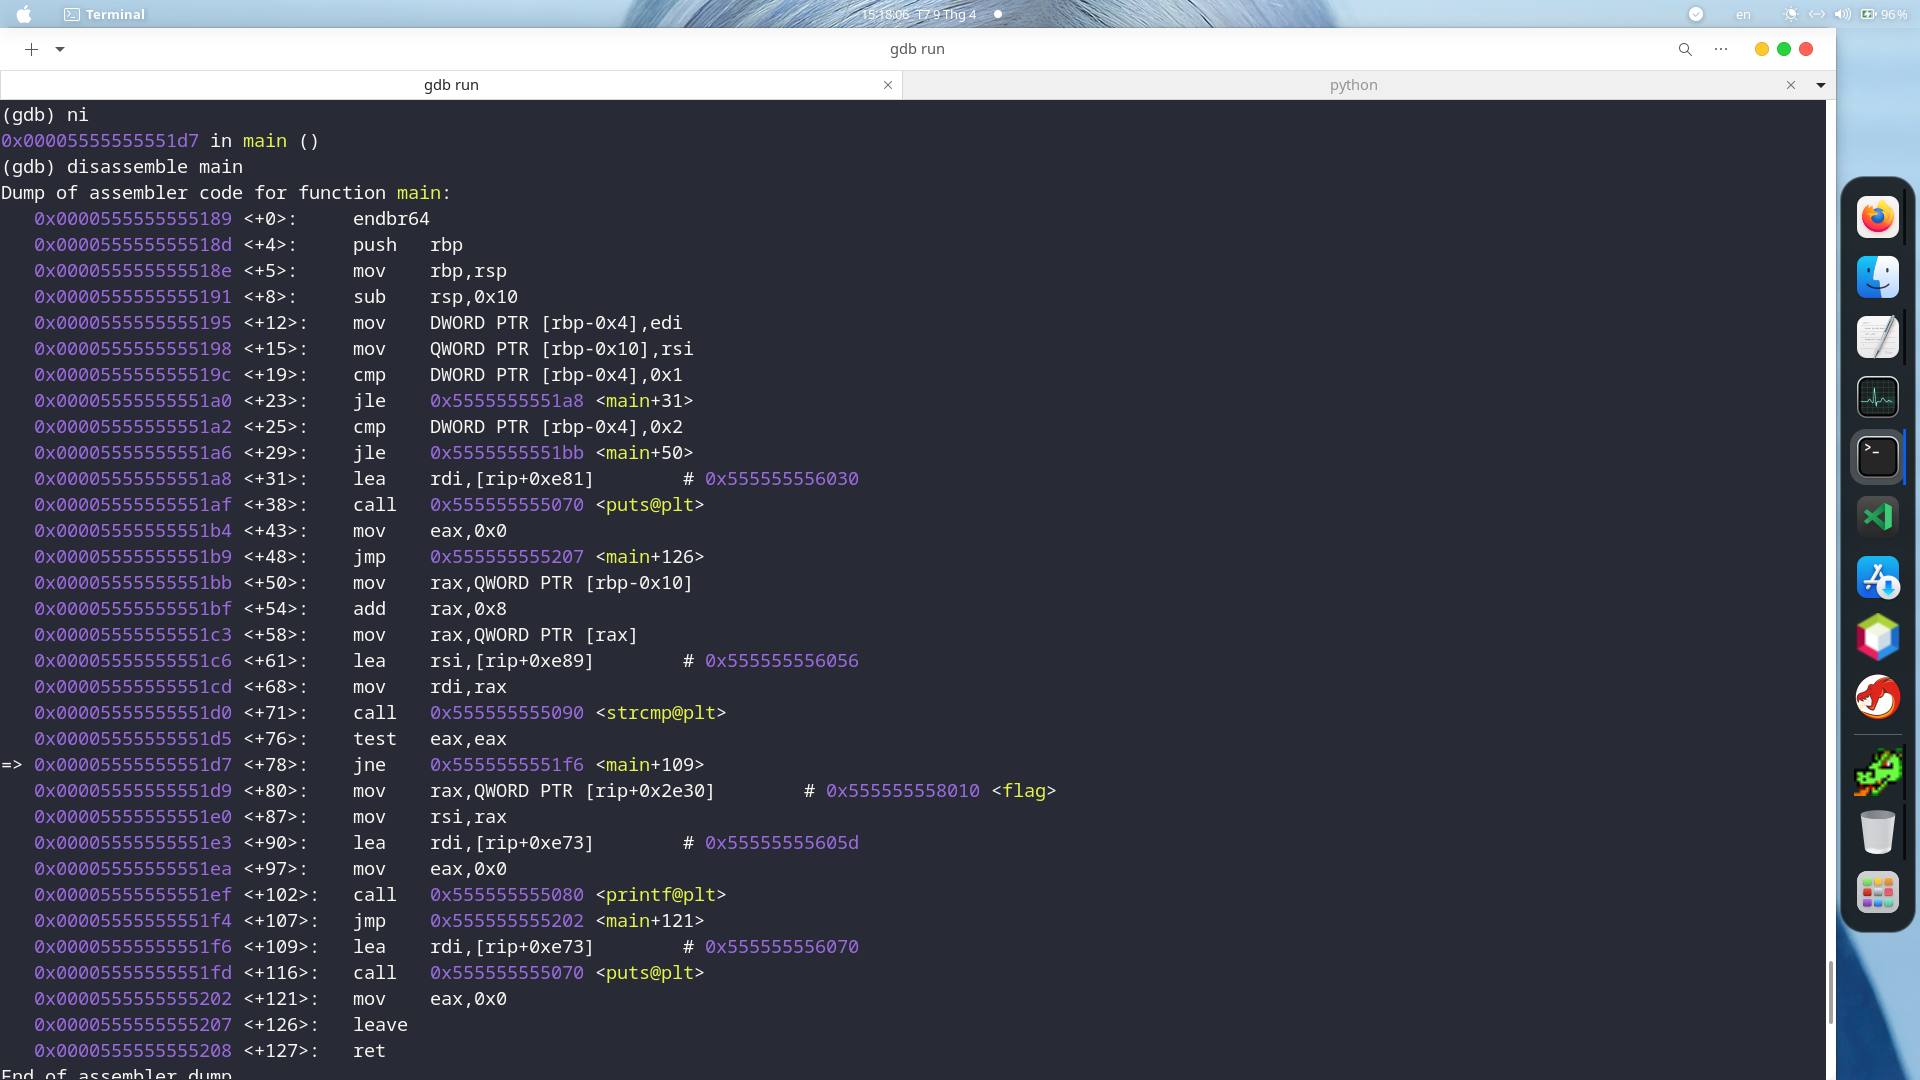 Terminal
15:18:06 T7 9 Thg 4
en
96%
gdb run
gdb run
python
(gdb) ni
0x00005555555551d7 in main ()
(gdb) disassemble main
Dump of assembler code for function main:
0x0000555555555189 <+0>: endbr64
0x000055555555518d <+4>: push rbp
0x000055555555518e <+5>: mov rbp,rsp
0x0000555555555191 <+8>: sub rsp,0x10
0x0000555555555195 <+12>: mov DWORD PTR [rbp-0x4],edi
0x0000555555555198 <+15>: mov QWORD PTR [rbp-0x10],rsi
0x000055555555519c <+19>: cmp DWORD PTR [rbp-0x4],0x1
0x00005555555551a0 <+23>: jle 0x5555555551a8 <main+31>
0x00005555555551a2 <+25>: cmp DWORD PTR [rbp-0x4],0x2
0x00005555555551a6 <+29>: jle 0x5555555551bb <main+50>
0x00005555555551a8 <+31>: lea rdi,[rip+0xe81] # 0x555555556030
0x00005555555551af <+38>: call 0x555555555070 <puts@plt>
0x00005555555551b4 <+43>: mov eax,0x0
0x00005555555551b9 <+48>: jmp 0x555555555207 <main+126>
0x00005555555551bb <+50>: mov rax,QWORD PTR [rbp-0x10]
0x00005555555551bf <+54>: add rax,0x8
0x00005555555551c3 <+58>: mov rax,QWORD PTR [rax]
0x00005555555551c6 <+61>: lea rsi,[rip+0xe89] # 0x555555556056
0x00005555555551cd <+68>: mov rdi,rax
0x00005555555551d0 <+71>: call 0x555555555090 <strcmp@plt>
0x00005555555551d5 <+76>: test eax,eax
=> 0x00005555555551d7 <+78>: jne 0x5555555551f6 <main+109>
0x00005555555551d9 <+80>: mov rax,QWORD PTR [rip+0x2e30] # 0x555555558010 <flag>
0x00005555555551e0 <+87>: mov rsi,rax
0x00005555555551e3 <+90>: lea rdi,[rip+0xe73] # 0x55555555605d
0x00005555555551ea <+97>: mov eax,0x0
0x00005555555551ef <+102>: call 0x555555555080 <printf@plt>
0x00005555555551f4 <+107>: jmp 0x555555555202 <main+121>
0x00005555555551f6 <+109>: lea rdi,[rip+0xe73] # 0x555555556070
0x00005555555551fd <+116>: call 0x555555555070 <puts@plt>
0x0000555555555202 <+121>: mov eax,0x0
0x0000555555555207 <+126>: leave
0x0000555555555208 <+127>: ret
End of assembler dump.